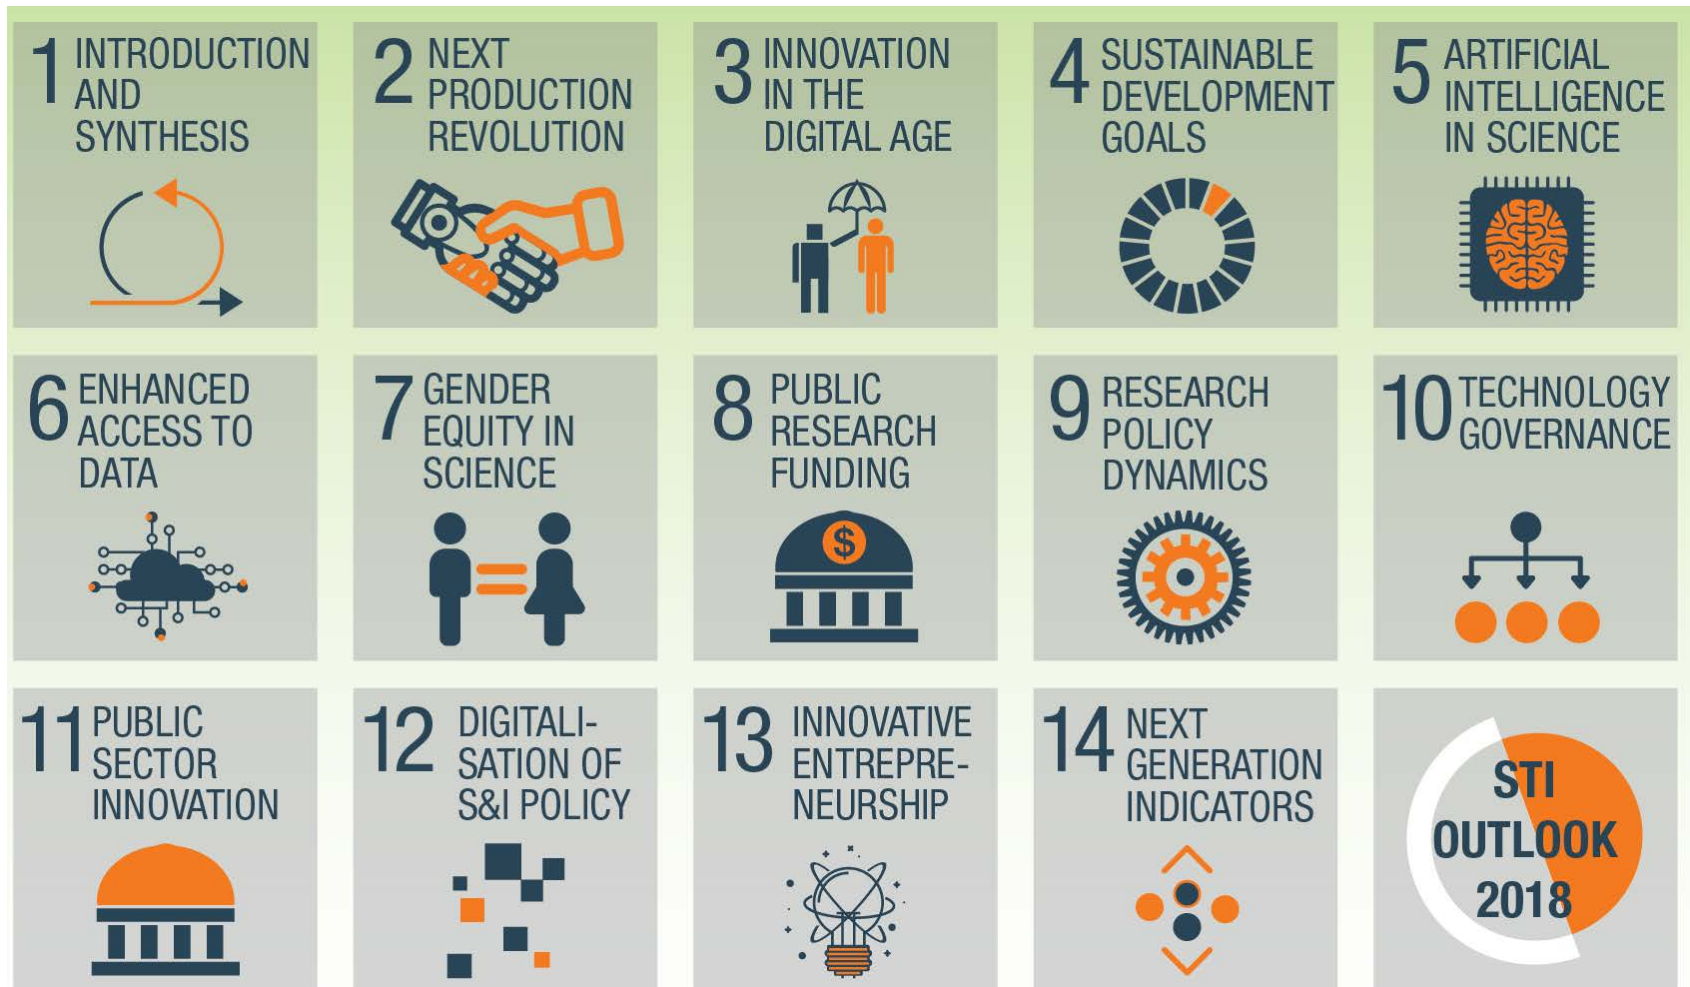 1 INTRODUCTION
AND
SYNTHESIS
2 NEXT
PRODUCTION
REVOLUTION
3 INNOVATION
IN THE
DIGITAL AGE
4 SUSTAINABLE
DEVELOPMENT
GOALS
5 ARTIFICIAL
INTELLIGENCE
IN SCIENCE
6 ENHANCED
ACCESS TO
DATA
7 GENDER
EQUITY IN
SCIENCE
8 PUBLIC
RESEARCH
FUNDING
$
9 RESEARCH
POLICY
DYNAMICS
10 TECHNOLOGY
GOVERNANCE
11 PUBLIC
SECTOR
INNOVATION
12 DIGITALI-
SATION OF
S&I POLICY
13 INNOVATIVE
ENTREPRE-
NEURSHIP
14 NEXT
GENERATION
INDICATORS
STI
OUTLOOK
2018